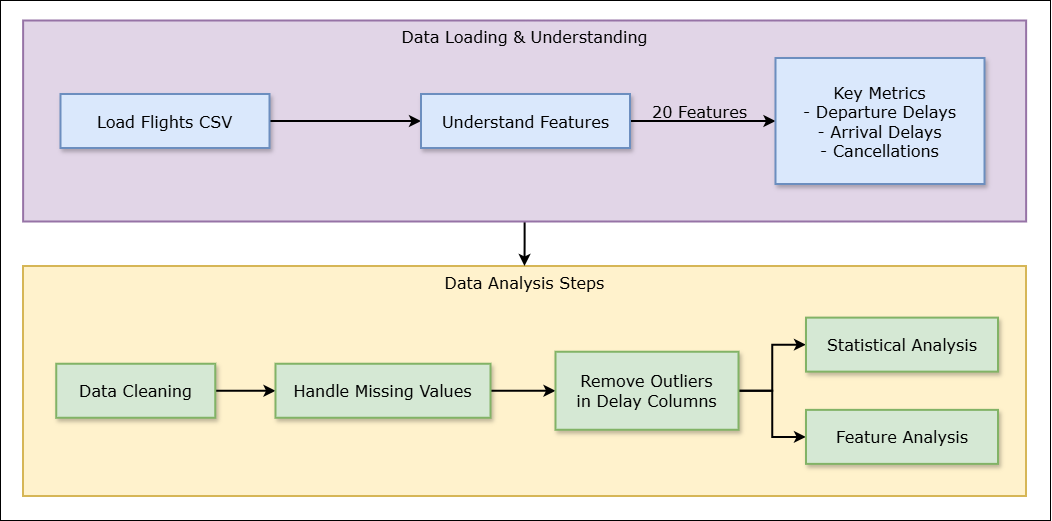 Data Loading & Understanding
Load Flights CSV
Understand Features
20 Features
Key Metrics
- Departure Delays
- Arrival Delays
- Cancellations
Data Analysis Steps
Data Cleaning
Handle Missing Values
Remove Outliers
in Delay Columns
Statistical Analysis
Feature Analysis